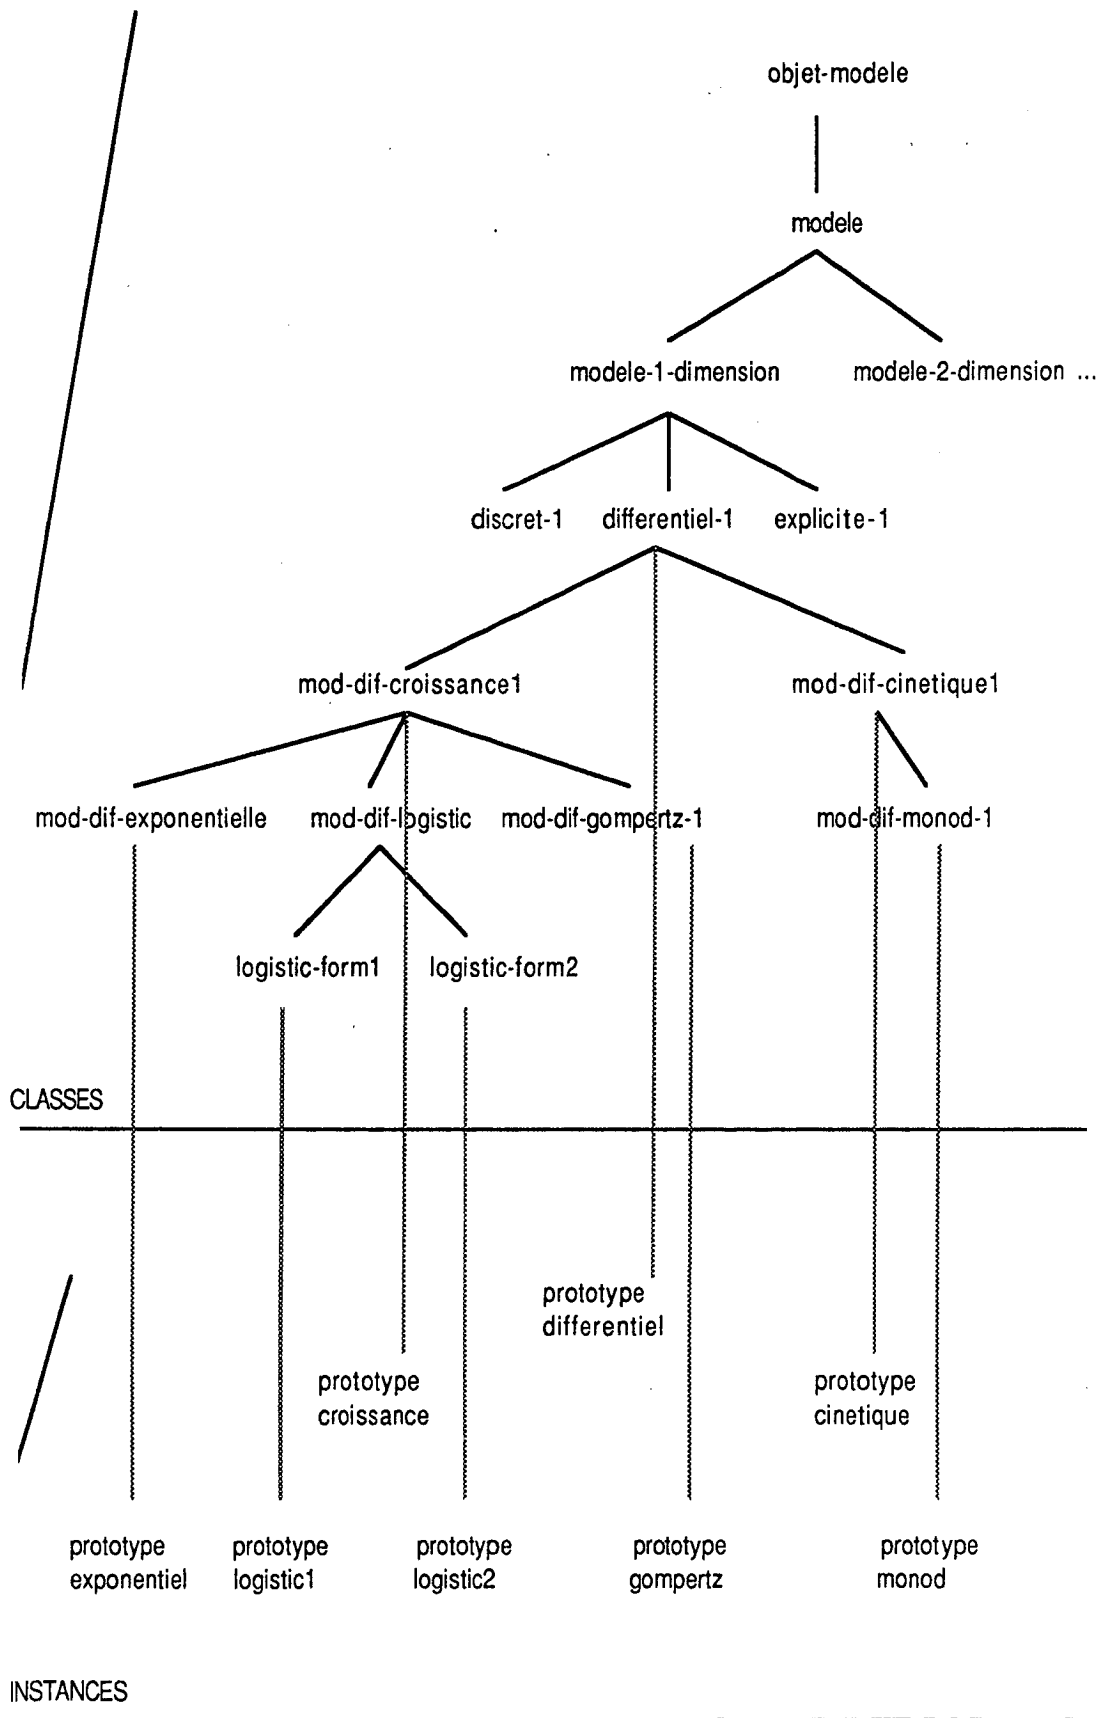 objet-modele
modele
modele-1-dimension
modele-2-dimension ...
discret-1
differentiel-1
explicite-1
mod-dif-croissance1
mod-dif-cinetique1
mod-dif-exponentielle
mod-dif-logistic
mod-dif-gompertz-1
mod-dif-monod-1
logistic-form1
logistic-form2
CLASSES
prototype
differentiel
prototype
croissance
prototype
cinetique
prototype
exponentiel
prototype
logistic1
prototype
logistic2
prototype
gompertz
prototype
monod
INSTANCES